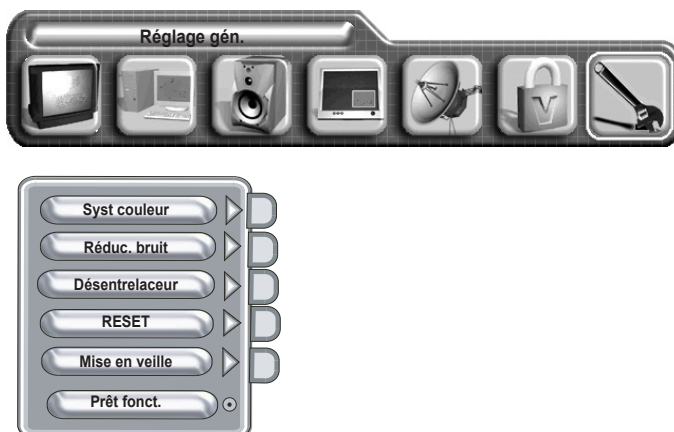 Réglage gén.
V
Syst couleur
Réduc. bruit
Désentrelaceur
RESET
Mise en veille
Prêt fonct.